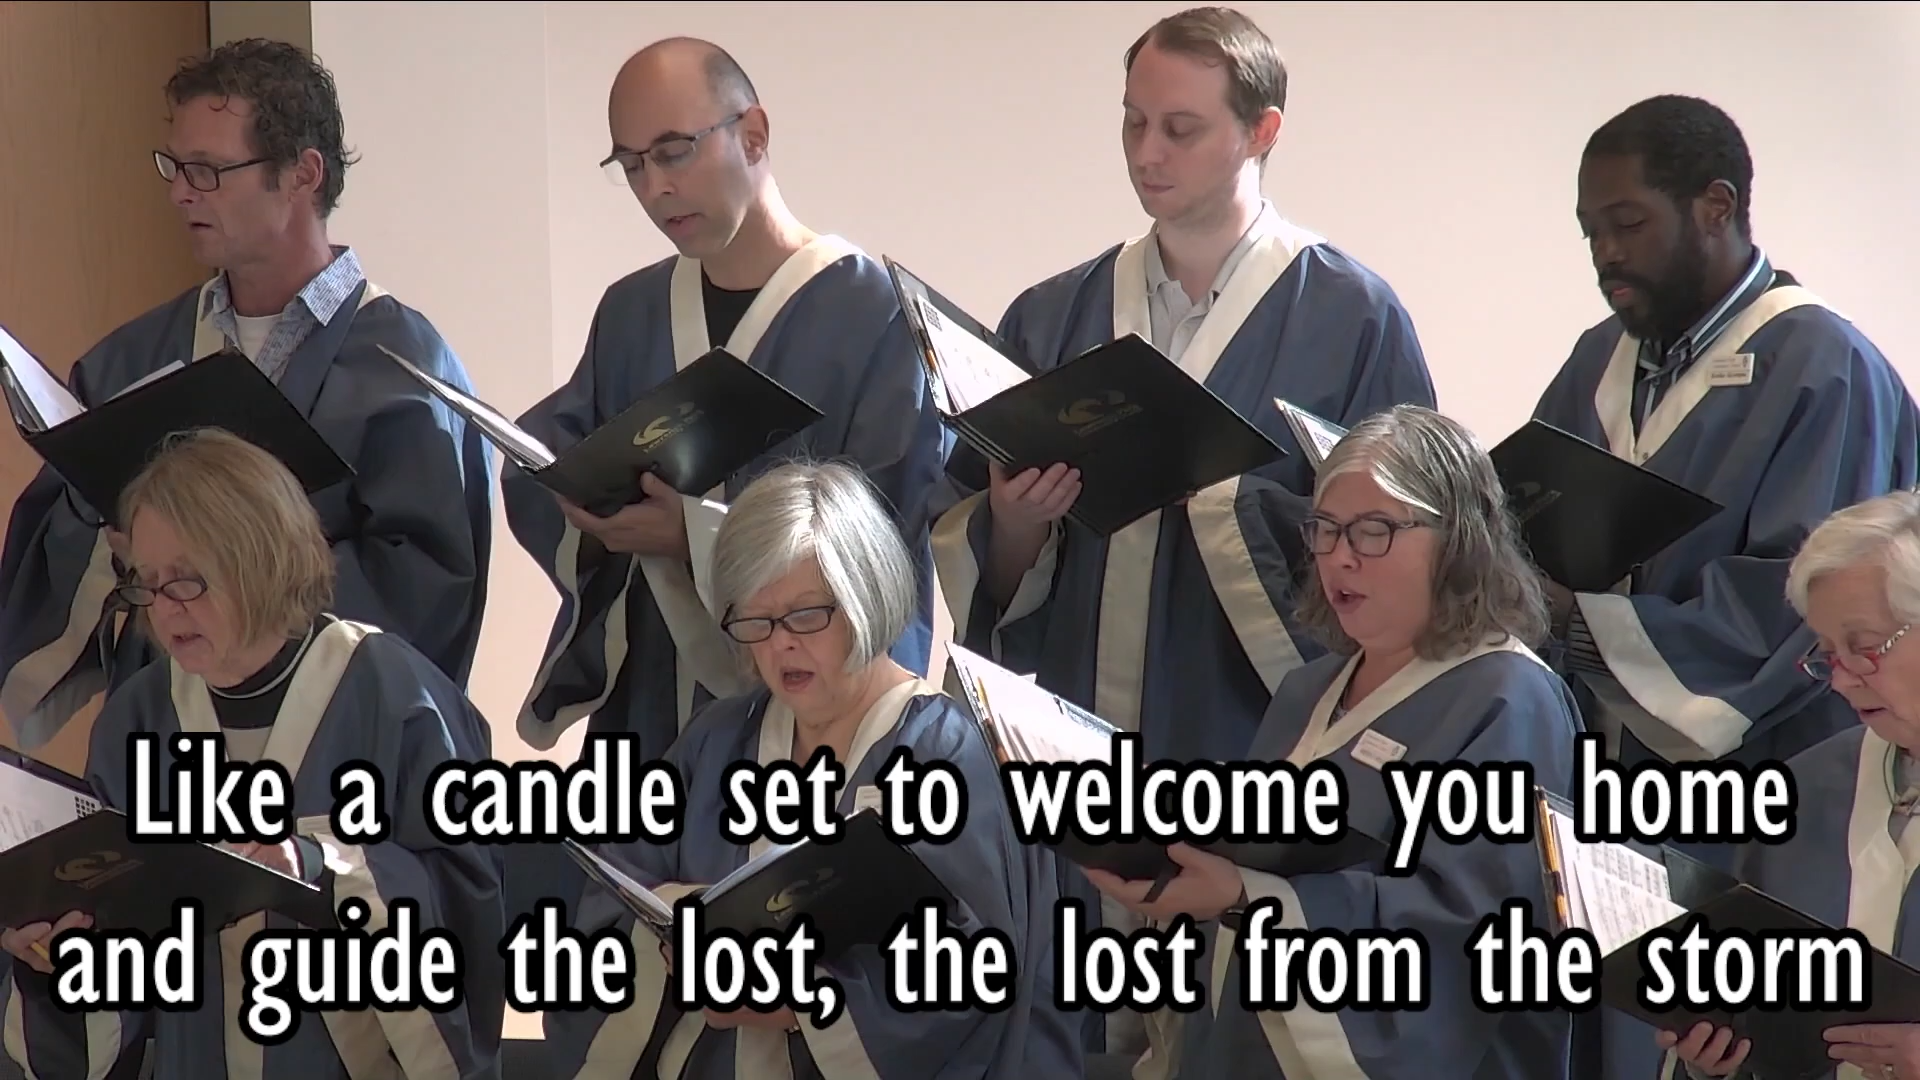 Like a candle set to welcome you home
and guide the lost, the lost from the storm